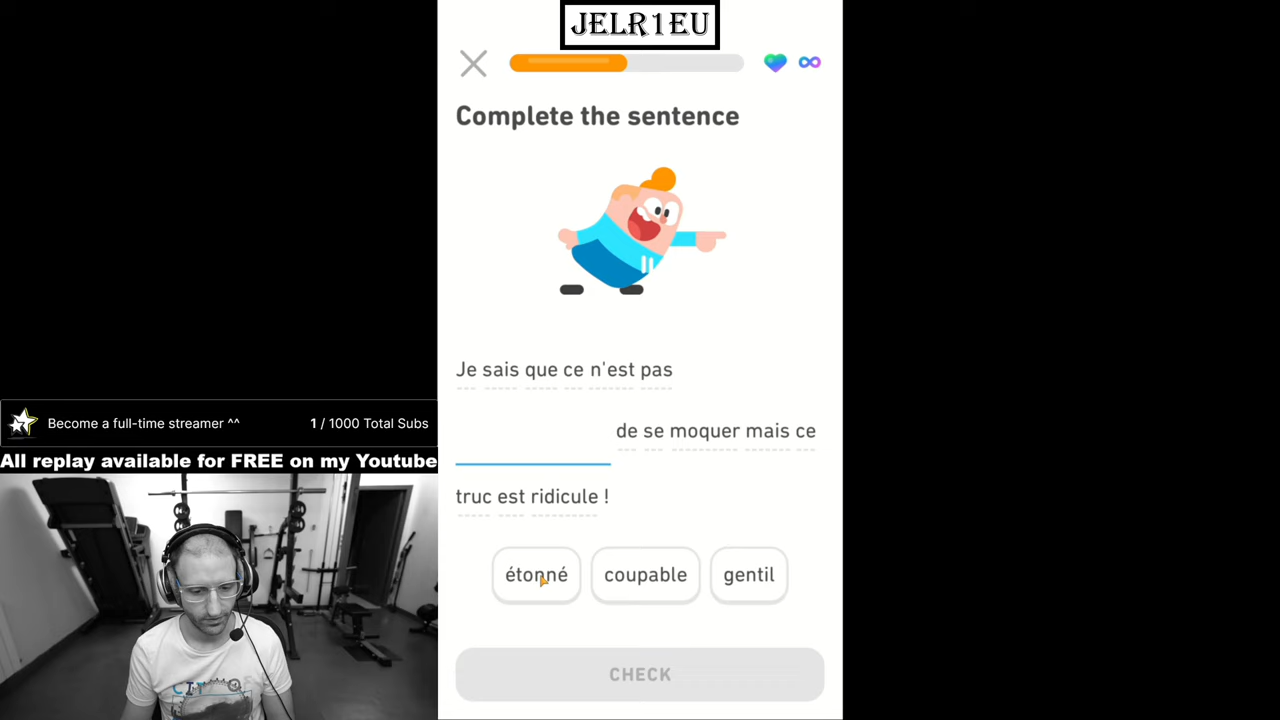 JELR1EU
Complete the sentence
Je sais que ce n'est pas
de se moquer mais ce
truc est ridicule !
étonné
coupable
gentil
CHECK
Become a full-time streamer ^^
1 / 1000 Total Subs
All replay available for FREE on my Youtube